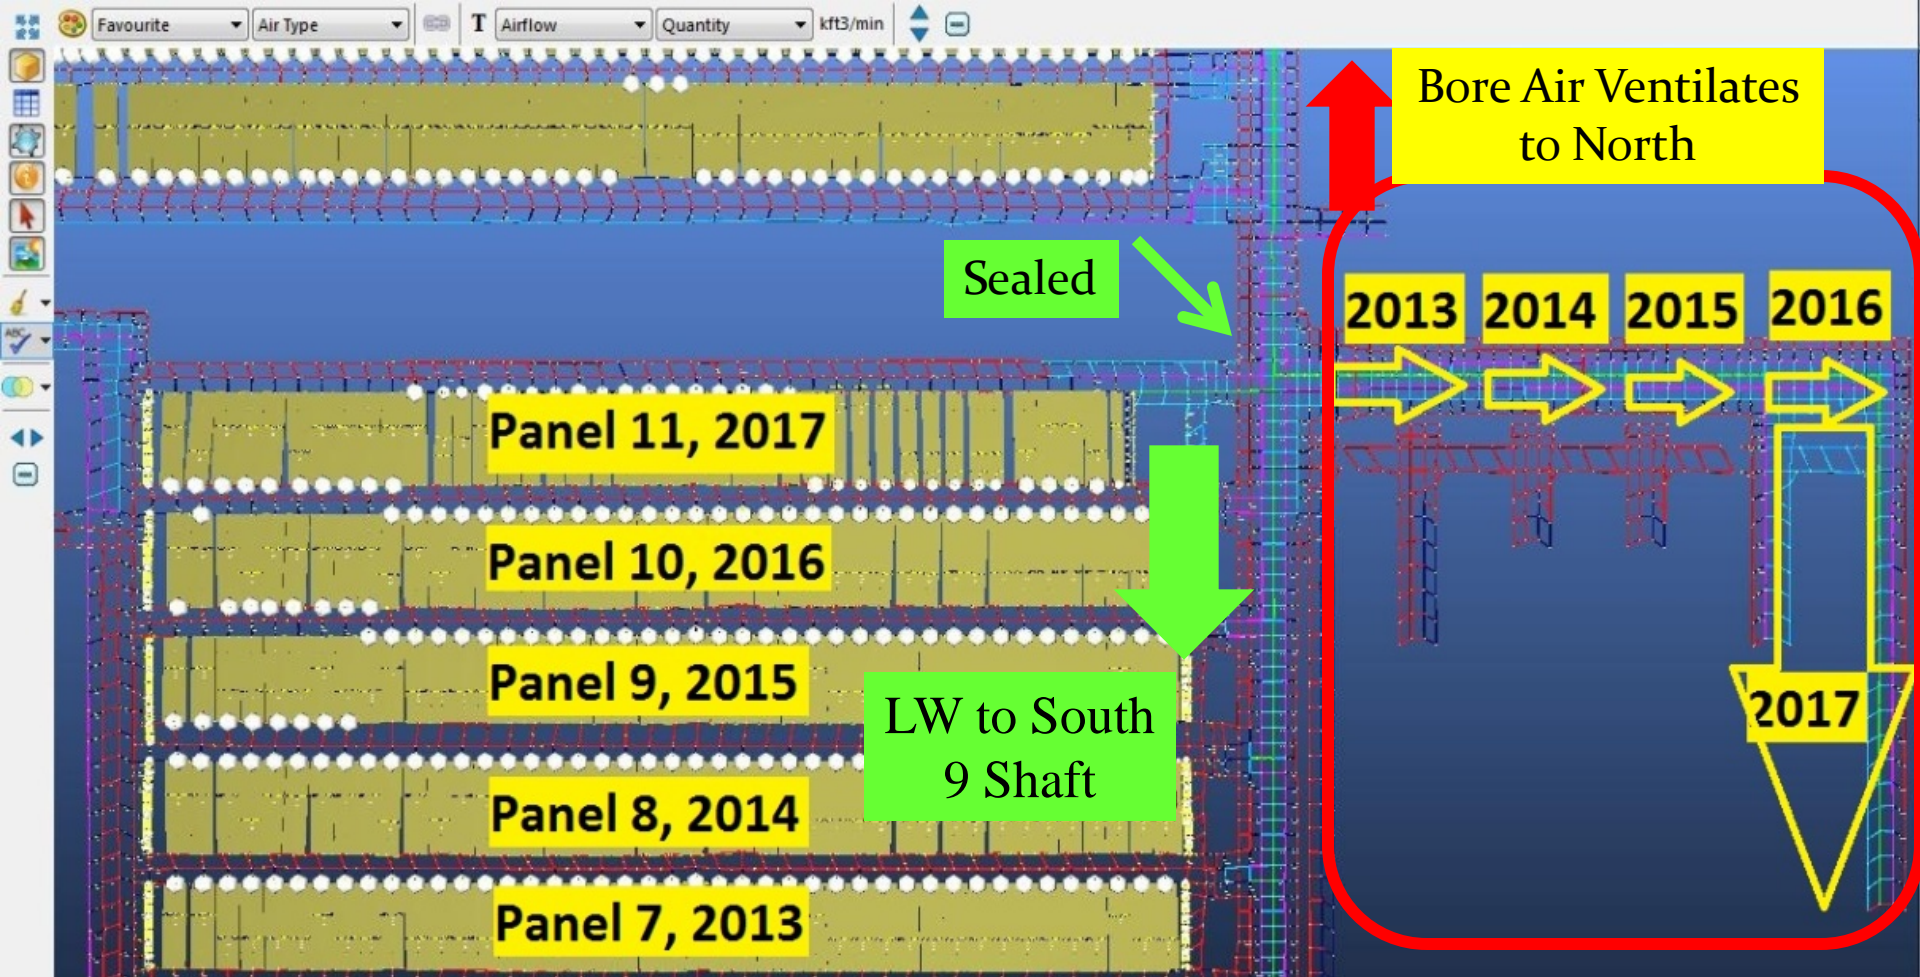 Favourite
Air Type
T
Airflow
Quantity
kft3/min
Bore Air Ventilates
to North
Sealed
2013
2014
2015
2016
Panel 11, 2017
Panel 10, 2016
Panel 9, 2015
LW to South
9 Shaft
2017
Panel 8, 2014
Panel 7, 2013
ABC